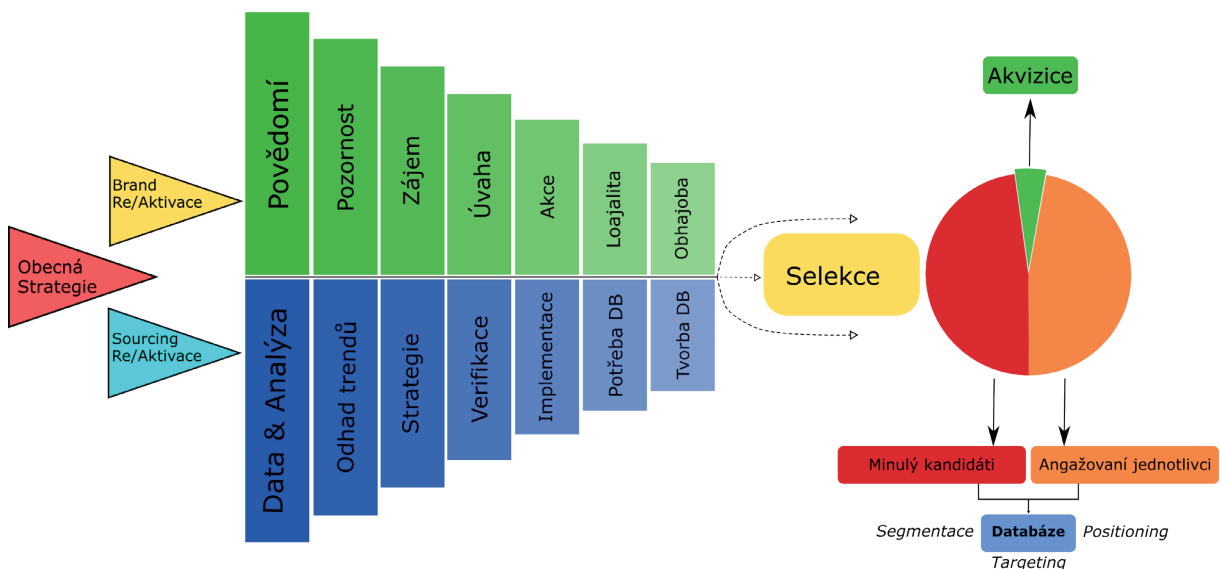 Obecná
Strategie
Brand
Re/Aktivace
Sourcing
Re/Aktivace
Povědomí
Pozornost
Zájem
Úvaha
Akce
Loajalita
Obhajoba
Data & Analýza
Odhad trendů
Strategie
Verifikace
Implementace
Potřeba DB
Tvorba DB
Selekce
Akvizice
Minulý kandidáti
Angažovaní jednotlivci
Segmentace
Databáze
Positioning
Targeting